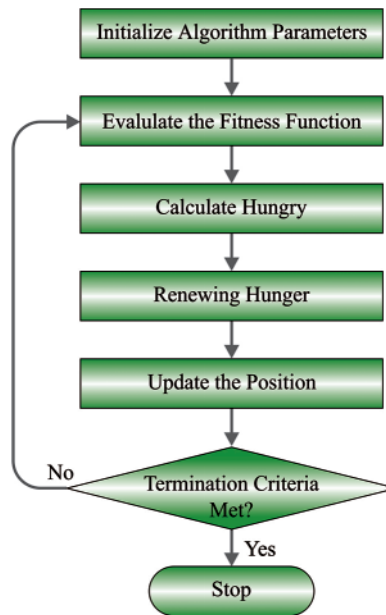 Initialize Algorithm Parameters
Evalulate the Fitness Function
Calculate Hungry
Renewing Hunger
Update the Position
Termination Criteria
Met?
No
Yes
Stop